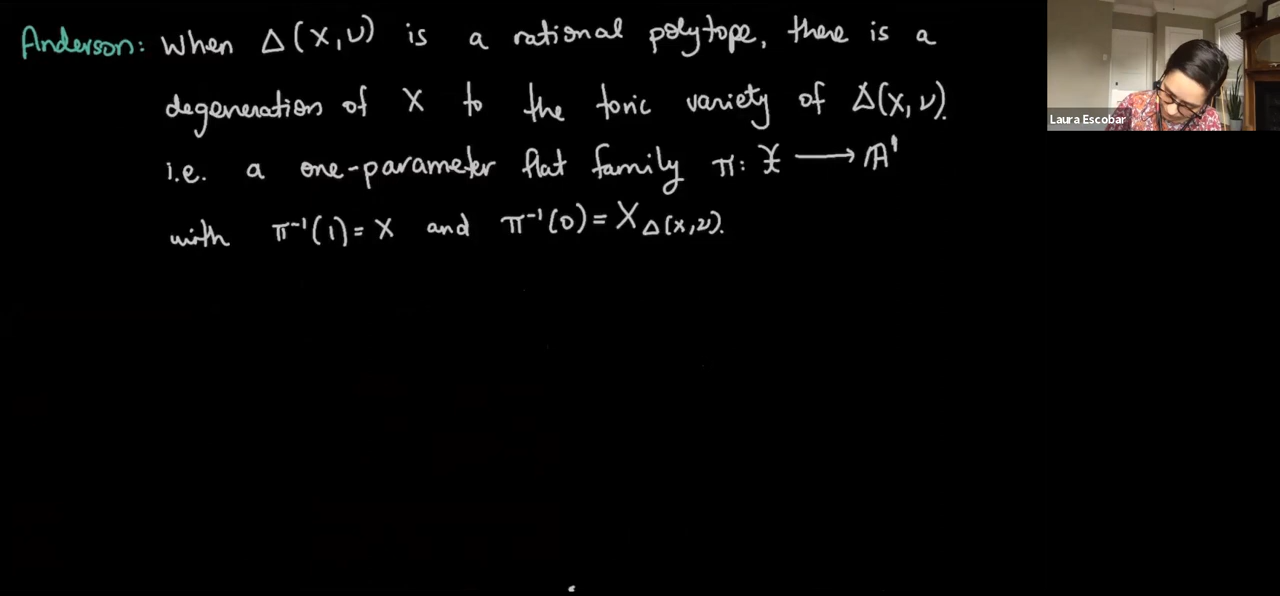 Anderson: When Δ(X,ν) is a rational polytope, there is a
degeneration of X to the toric variety of Δ(X,ν).
i.e. a one-parameter flat family π: 𝔛 ⟶ 𝔸¹
with π⁻¹(1) = X and π⁻¹(0) = X_Δ(X,ν).
Laura Escobar